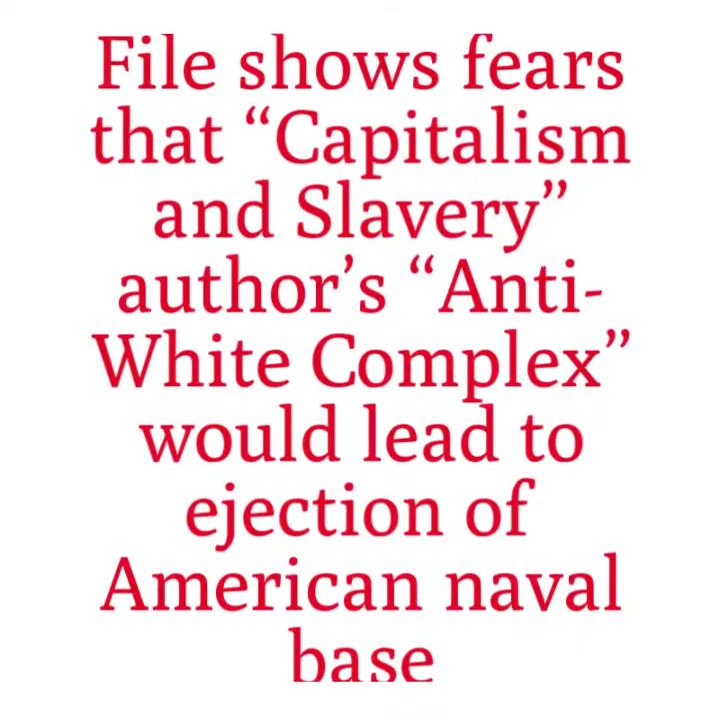 File shows fears
that “Capitalism
and Slavery”
author’s “Anti-
White Complex”
would lead to
ejection of
American naval
base